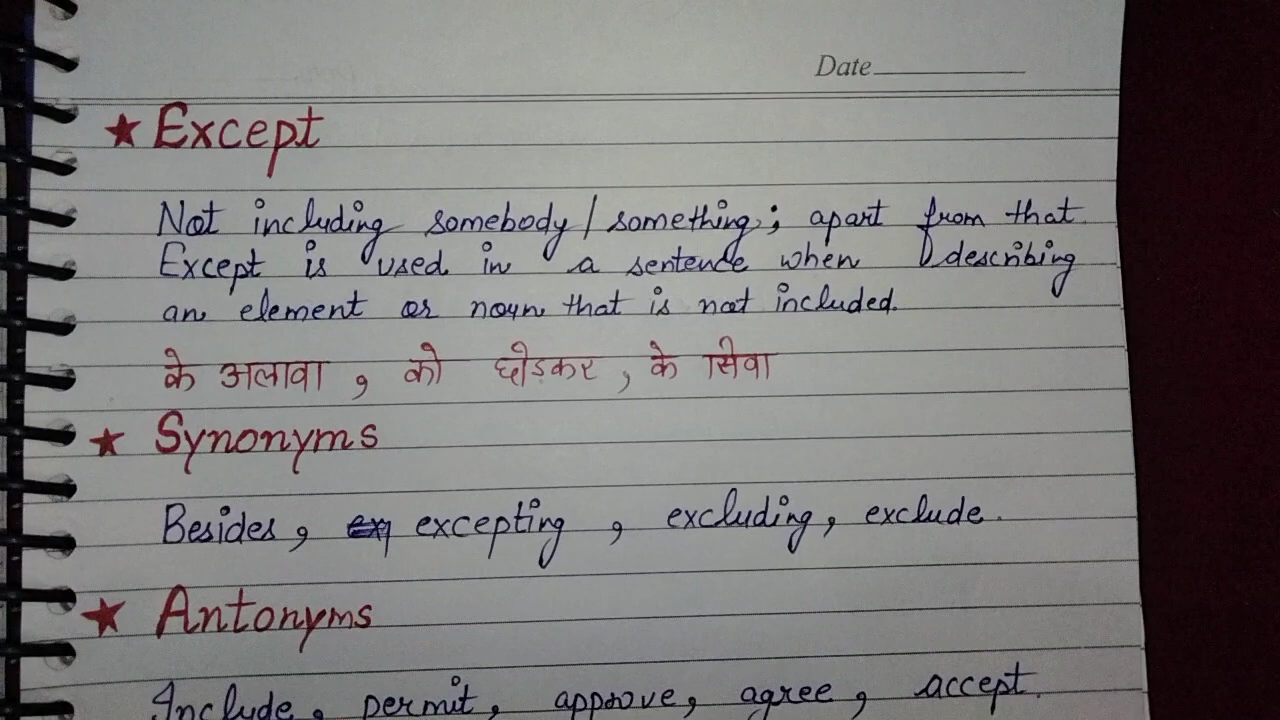 Date
★ Except
Not including somebody/something; apart from that
Except is used in a sentence when describing
an element or noun that is not included.
के अलावा, को छोड़कर, के सिवा
★ Synonyms
Besides, excepting, excluding, exclude.
★ Antonyms
Include, permit, approve, agree, accept.